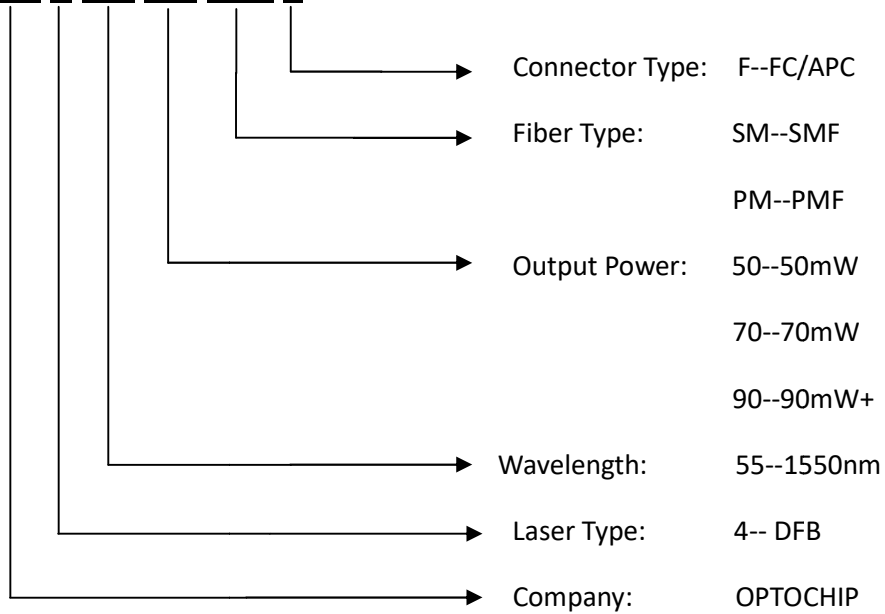 Connector Type: F--FC/APC
Fiber Type: SM--SMF
PM--PMF
Output Power: 50--50mW
70--70mW
90--90mW+
Wavelength: 55--1550nm
Laser Type: 4-- DFB
Company: OPTOCHIP